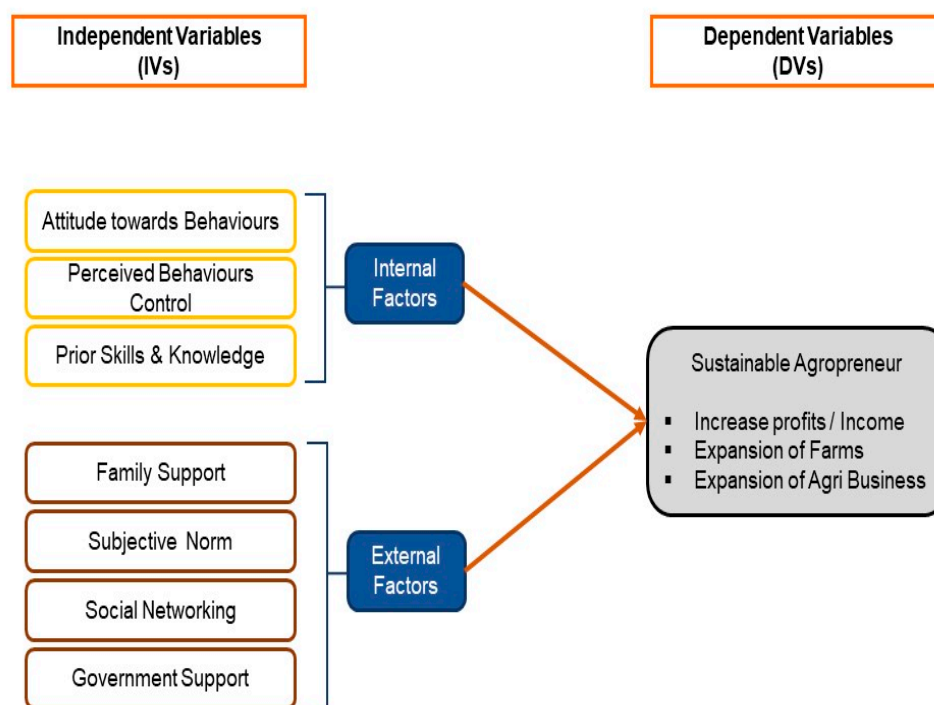 Independent Variables
(IVs)
Dependent Variables
(DVs)
Attitude towards Behaviours
Perceived Behaviours
Control
Prior Skills & Knowledge
Internal
Factors
Family Support
Subjective Norm
Social Networking
Government Support
External
Factors
Sustainable Agropreneur
▪ Increase profits / Income
▪ Expansion of Farms
▪ Expansion of Agri Business